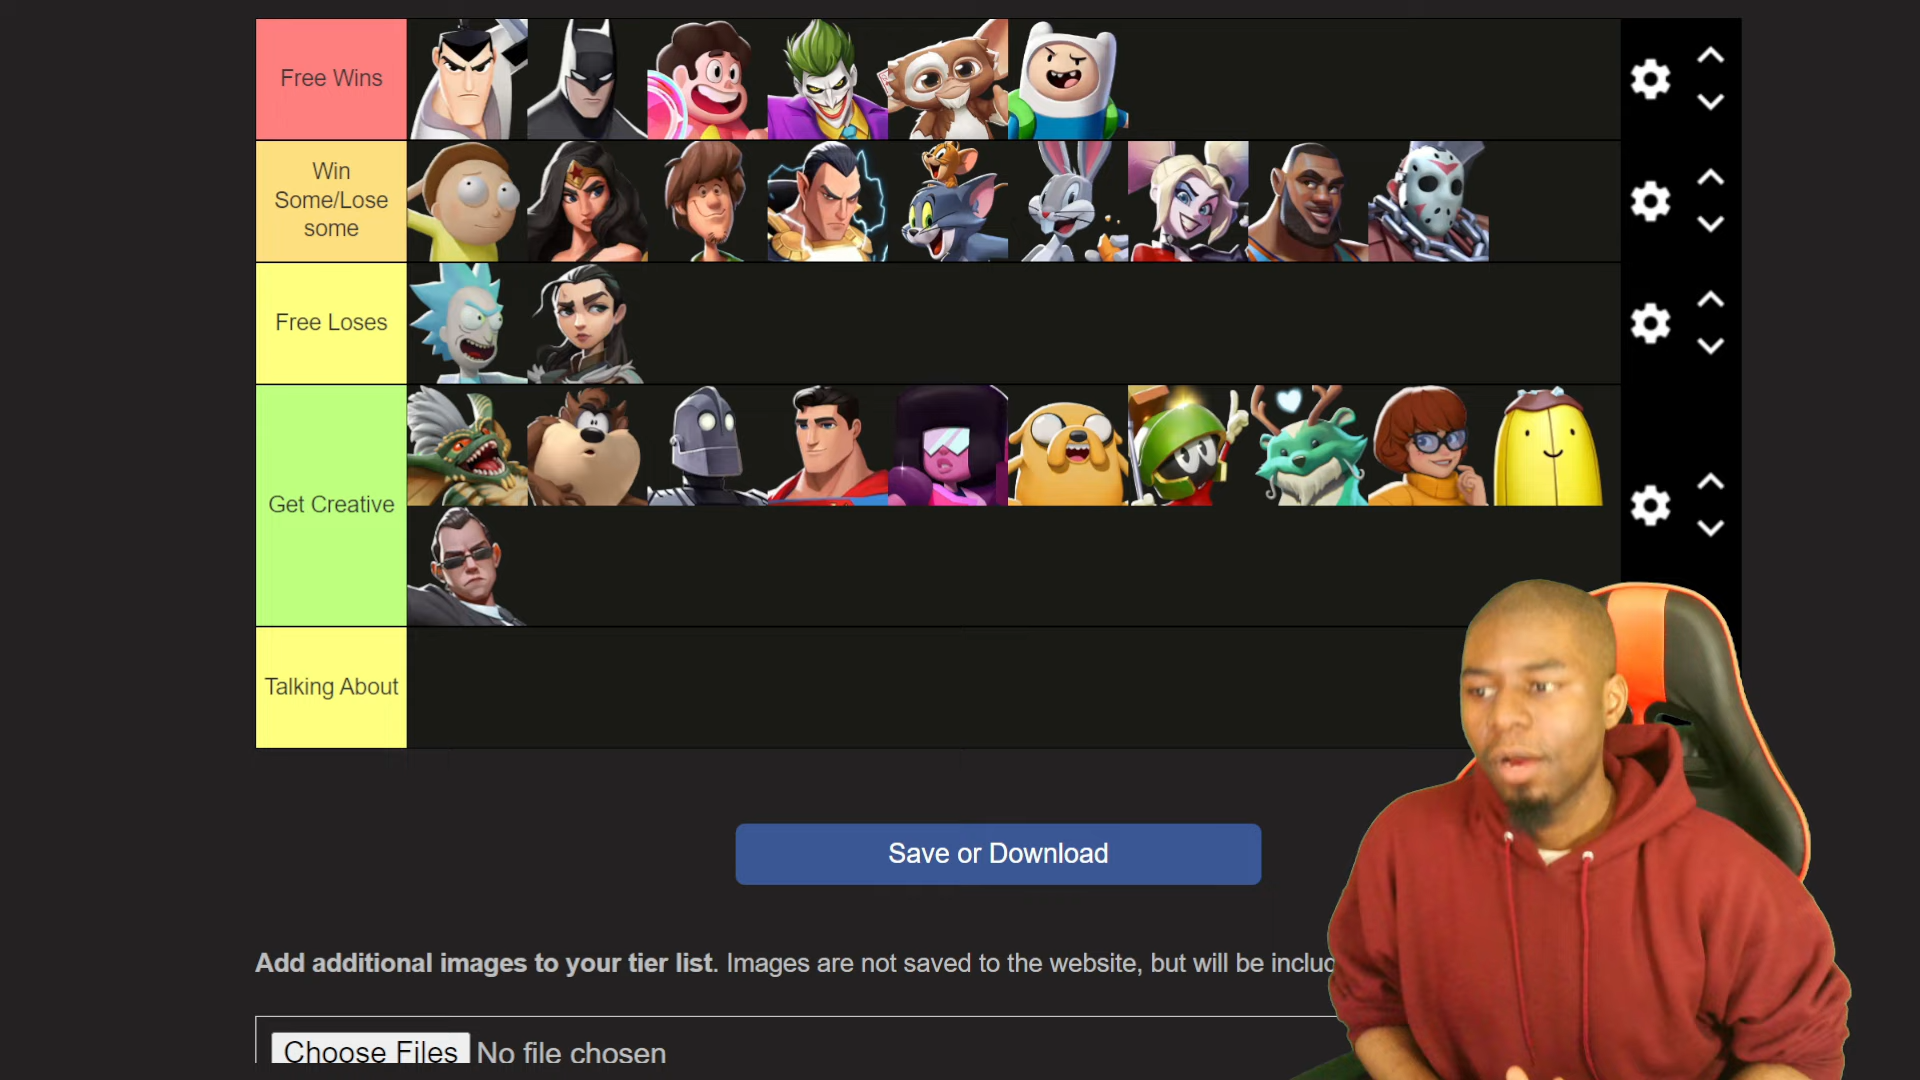 Free Wins
Win
Some/Lose
some
Free Loses
Get Creative
Talking About
Save or Download
Add additional images to your tier list. Images are not saved to the website, but will be
Choose Files No file chosen